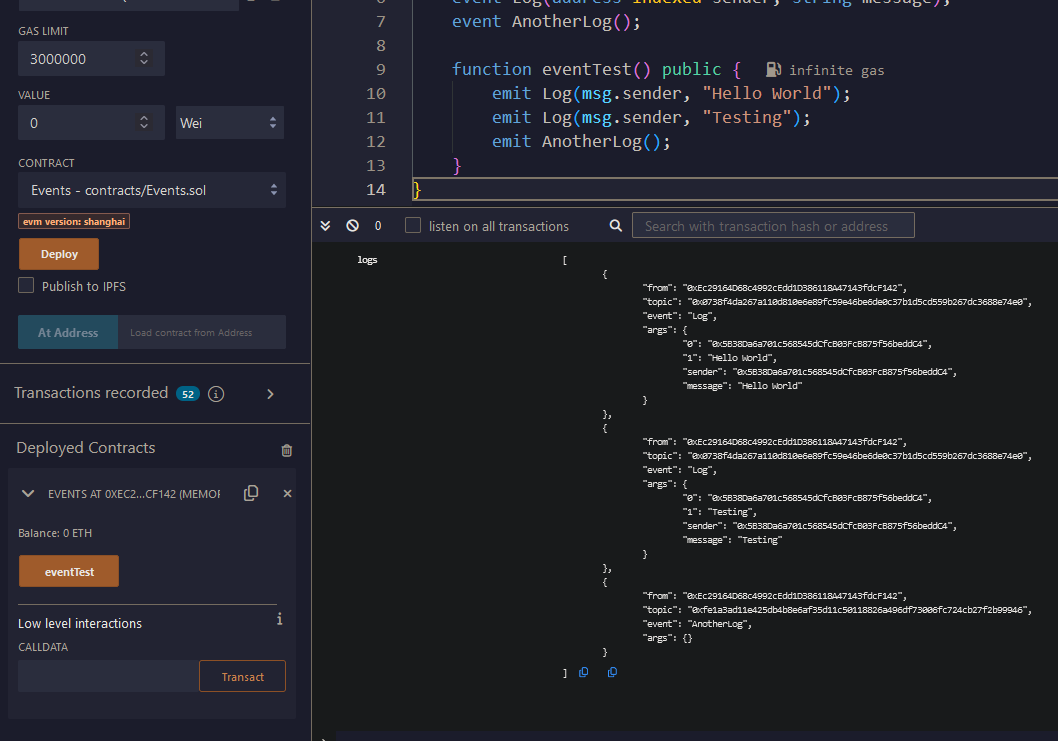 GAS LIMIT
3000000
VALUE
0
Wei
CONTRACT
Events - contracts/Events.sol
evm version: shanghai
Deploy
Publish to IPFS
At Address
Load contract from Address
Transactions recorded 52
Deployed Contracts
EVENTS AT 0XEC2...CF142 (MEMOR
Balance: 0 ETH
eventTest
Low level interactions
CALLDATA
Transact
event Log(address indexed sender, string message);
7 event AnotherLog();
8
9 function eventTest() public { infinite gas
10 emit Log(msg.sender, "Hello World");
11 emit Log(msg.sender, "Testing");
12 emit AnotherLog();
13 }
14 }
0
listen on all transactions
Search with transaction hash or address
logs [
{
"from": "0xEc29164D68c4992cEdd1D386118A47143fdcF142",
"topic": "0x0738f4da267a110d810e6e89fc59e46be6de0c37b1d5cd559b267dc3688e74e0",
"event": "Log",
"args": {
"0": "0x5B38Da6a701c568545dCfcB03FcB875f56beddC4",
"1": "Hello World",
"sender": "0x5B38Da6a701c568545dCfcB03FcB875f56beddC4",
"message": "Hello World"
}
},
{
"from": "0xEc29164D68c4992cEdd1D386118A47143fdcF142",
"topic": "0x0738f4da267a110d810e6e89fc59e46be6de0c37b1d5cd559b267dc3688e74e0",
"event": "Log",
"args": {
"0": "0x5B38Da6a701c568545dCfcB03FcB875f56beddC4",
"1": "Testing",
"sender": "0x5B38Da6a701c568545dCfcB03FcB875f56beddC4",
"message": "Testing"
}
},
{
"from": "0xEc29164D68c4992cEdd1D386118A47143fdcF142",
"topic": "0xfe1a3ad11e425db4b8e6af35d11c50118826a496df73006fc724cb27f2b99946",
"event": "AnotherLog",
"args": {}
}
]